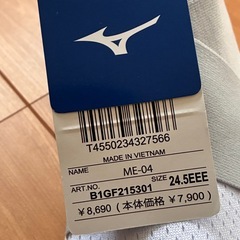 T4550234327566
MADE IN VIETNAM
NAME ME-04
ART.NO. B1GF215301 SIZE 24.5EEE
¥8,690(本体価格 ¥7,900)